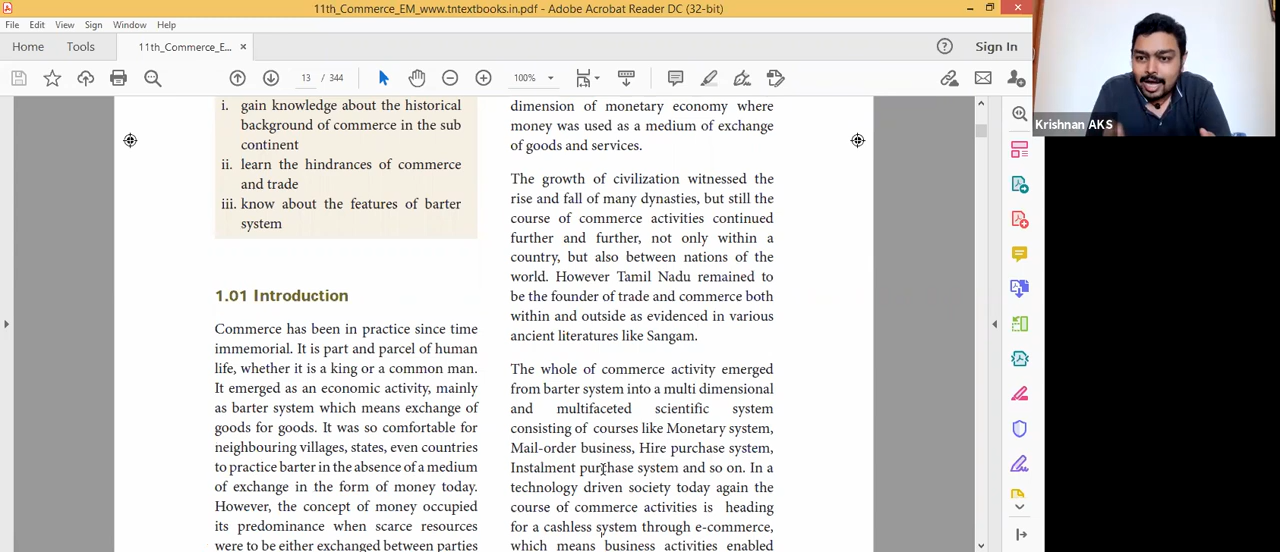 11th_Commerce_EM_www.tntextbooks.in.pdf - Adobe Acrobat Reader DC (32-bit)
File Edit View Sign Window Help
Home Tools 11th_Commerce_E... × Sign In
13 / 344 100%
i. gain knowledge about the historical
background of commerce in the sub
continent
ii. learn the hindrances of commerce
and trade
iii. know about the features of barter
system
1.01 Introduction
Commerce has been in practice since time
immemorial. It is part and parcel of human
life, whether it is a king or a common man.
It emerged as an economic activity, mainly
as barter system which means exchange of
goods for goods. It was so comfortable for
neighbouring villages, states, even countries
to practice barter in the absence of a medium
of exchange in the form of money today.
However, the concept of money occupied
its predominance when scarce resources
were to be either exchanged between parties
dimension of monetary economy where
money was used as a medium of exchange
of goods and services.
The growth of civilization witnessed the
rise and fall of many dynasties, but still the
course of commerce activities continued
further and further, not only within a
country, but also between nations of the
world. However Tamil Nadu remained to
be the founder of trade and commerce both
within and outside as evidenced in various
ancient literatures like Sangam.
The whole of commerce activity emerged
from barter system into a multi dimensional
and multifaceted scientific system
consisting of courses like Monetary system,
Mail-order business, Hire purchase system,
Instalment purchase system and so on. In a
technology driven society today again the
course of commerce activities is heading
for a cashless system through e-commerce,
which means business activities enabled
Krishnan AKS